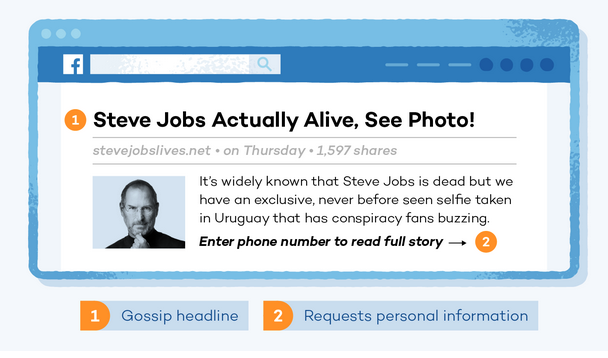 f
1 Steve Jobs Actually Alive, See Photo!
stevejobslives.net • on Thursday • 1,597 shares
It's widely known that Steve Jobs is dead but we
have an exclusive, never before seen selfie taken
in Uruguay that has conspiracy fans buzzing.
Enter phone number to read full story → 2
1 Gossip headline
2 Requests personal information